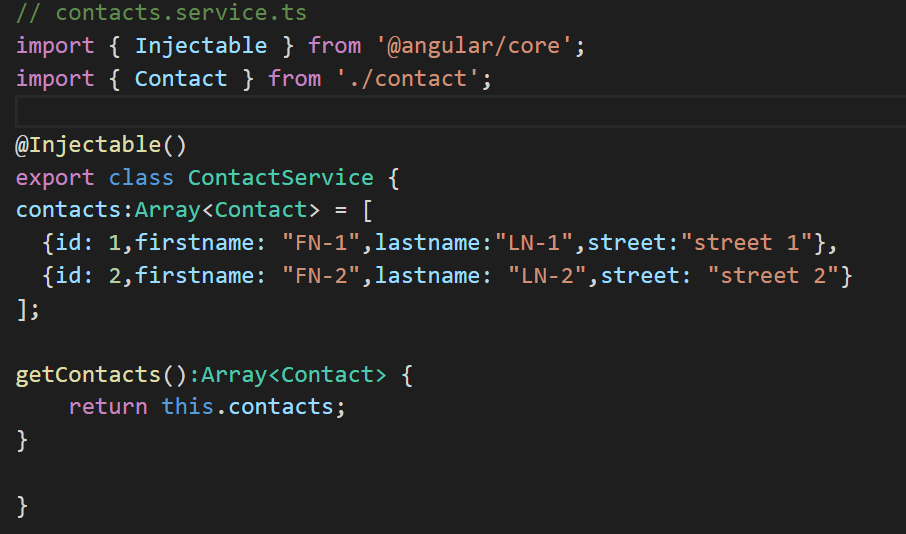 // contacts.service.ts
import { Injectable } from '@angular/core';
import { Contact } from './contact';
@Injectable()
export class ContactService {
contacts:Array<Contact> = [
  {id: 1,firstname: "FN-1",lastname:"LN-1",street:"street 1"},
  {id: 2,firstname: "FN-2",lastname: "LN-2",street: "street 2"}
];
getContacts():Array<Contact> {
    return this.contacts;
}
}